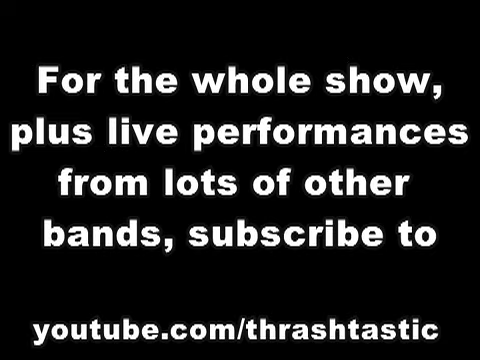 For the whole show,
plus live performances
from lots of other
bands, subscribe to
youtube.com/thrashtastic